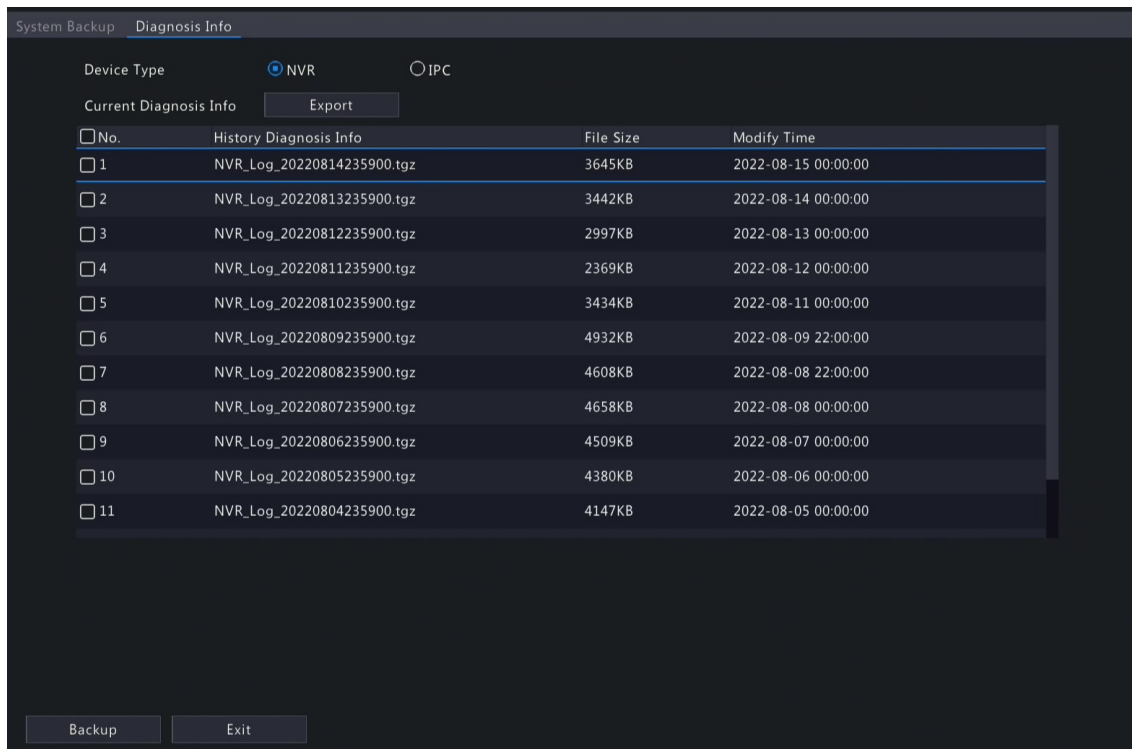 System Backup Diagnosis Info
Device Type NVR IPC
Current Diagnosis Info Export
No. History Diagnosis Info File Size Modify Time
1 NVR_Log_20220814235900.tgz 3645KB 2022-08-15 00:00:00
2 NVR_Log_20220813235900.tgz 3442KB 2022-08-14 00:00:00
3 NVR_Log_20220812235900.tgz 2997KB 2022-08-13 00:00:00
4 NVR_Log_20220811235900.tgz 2369KB 2022-08-12 00:00:00
5 NVR_Log_20220810235900.tgz 3434KB 2022-08-11 00:00:00
6 NVR_Log_20220809235900.tgz 4932KB 2022-08-09 22:00:00
7 NVR_Log_20220808235900.tgz 4608KB 2022-08-08 22:00:00
8 NVR_Log_20220807235900.tgz 4658KB 2022-08-08 00:00:00
9 NVR_Log_20220806235900.tgz 4509KB 2022-08-07 00:00:00
10 NVR_Log_20220805235900.tgz 4380KB 2022-08-06 00:00:00
11 NVR_Log_20220804235900.tgz 4147KB 2022-08-05 00:00:00
Backup Exit